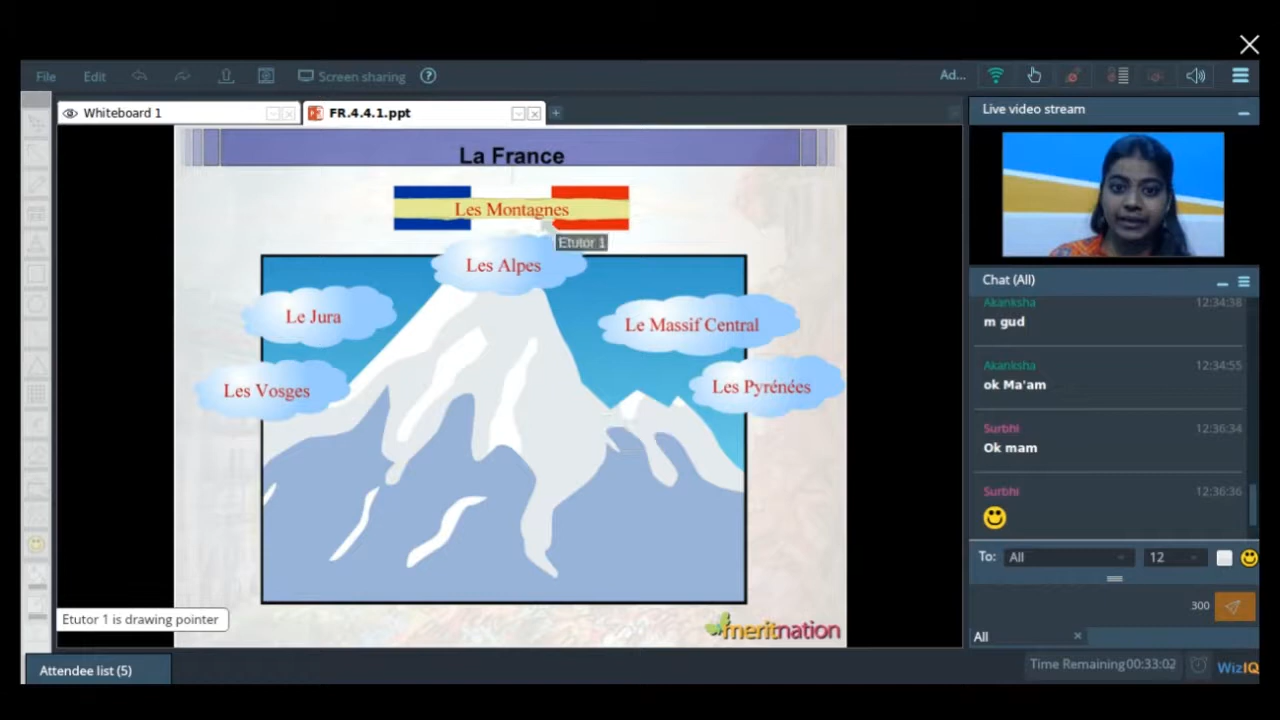 File Edit Screen sharing ? Ad...
Whiteboard 1
FR.4.4.1.ppt
La France
Les Montagnes
Etutor 1
Les Alpes
Le Jura
Le Massif Central
Les Vosges
Les Pyrénées
meritnation
Etutor 1 is drawing pointer
Attendee list (5)
Live video stream
Chat (All)
Akanksha 12:34:38
m gud
Akanksha 12:34:55
ok Ma'am
Surbhi 12:36:34
Ok mam
Surbhi 12:36:36
To: All 12
300
All
Time Remaining00:33:02
WizIQ